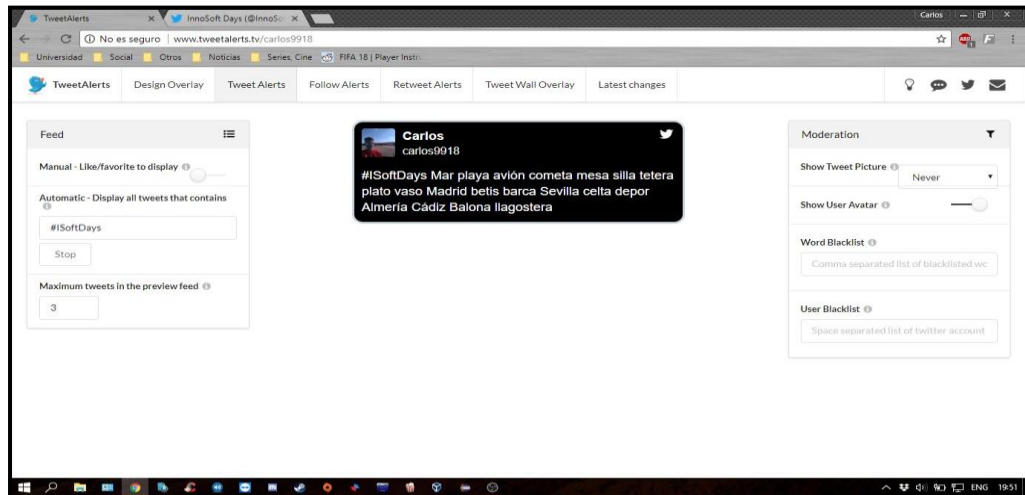 TweetAlerts
InnoSoft Days (@InnoSo
Carlos
No es seguro
www.tweetalerts.tv/carlos9918
Universidad
Social
Otros
Noticias
Series, Cine
FIFA 18 | Player Instr
TweetAlerts
Design Overlay
Tweet Alerts
Follow Alerts
Retweet Alerts
Tweet Wall Overlay
Latest changes
Feed
Manual - Like/favorite to display
Automatic - Display all tweets that contains
#ISoftDays
Stop
Maximum tweets in the preview feed
3
Carlos
carlos9918
#ISoftDays Mar playa avión cometa mesa silla tetera
plato vaso Madrid betis barca Sevilla celta depor
Almería Cádiz Balona llagostera
Moderation
Show Tweet Picture
Never
Show User Avatar
Word Blacklist
Comma separated list of blacklisted wc
User Blacklist
Space separated list of twitter account
ENG
19:51